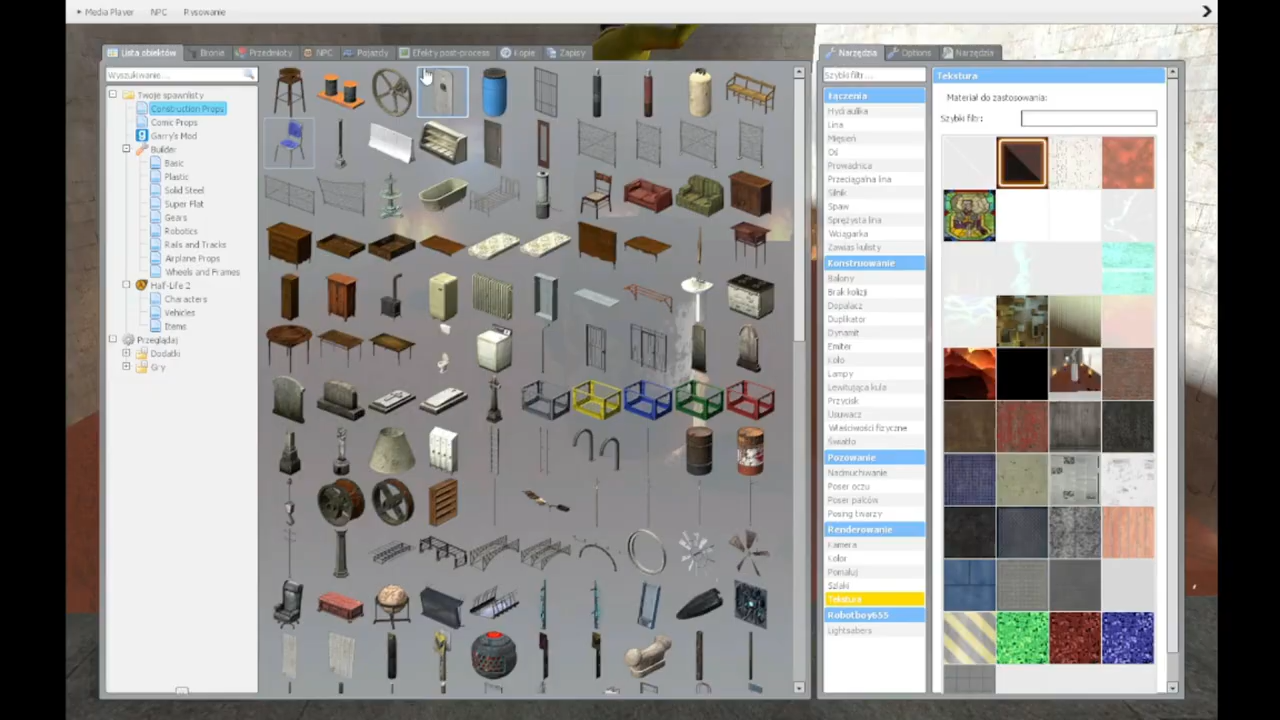 Media Player NPC Rysowanie
Lista obiektów Bronie Przedmioty NPC Pojazdy Efekty post-process Kopie Zapisy
Wyszukiwanie...
Twoje spawnlisty
Construction Props
Comic Props
Garry's Mod
Builder
Basic
Plastic
Solid Steel
Super Flat
Gears
Robotics
Rails and Tracks
Airplane Props
Wheels and Frames
Half-Life 2
Characters
Vehicles
Items
Przeglądaj
Dodatki
Gry
Narzędzia Options Narzędzia
Szybki filtr...
Łączenia
Hydraulika
Lina
Mięsień
Oś
Prowadnica
Przeciągalna lina
Silnik
Spaw
Sprężysta lina
Wciągarka
Zawias kulisty
Konstruowanie
Balony
Brak kolizji
Dopalacz
Duplikator
Dynamit
Emiter
Koło
Lampy
Lewitująca kula
Przycisk
Usuwacz
Właściwości fizyczne
Światło
Pozowanie
Nadmuchiwanie
Poser oczu
Poser palców
Posing twarzy
Renderowanie
Kamera
Kolor
Pomaluj
Szlaki
Tekstura
Robotboy655
Lightsabers
Tekstura
Materiał do zastosowania:
Szybki filtr: